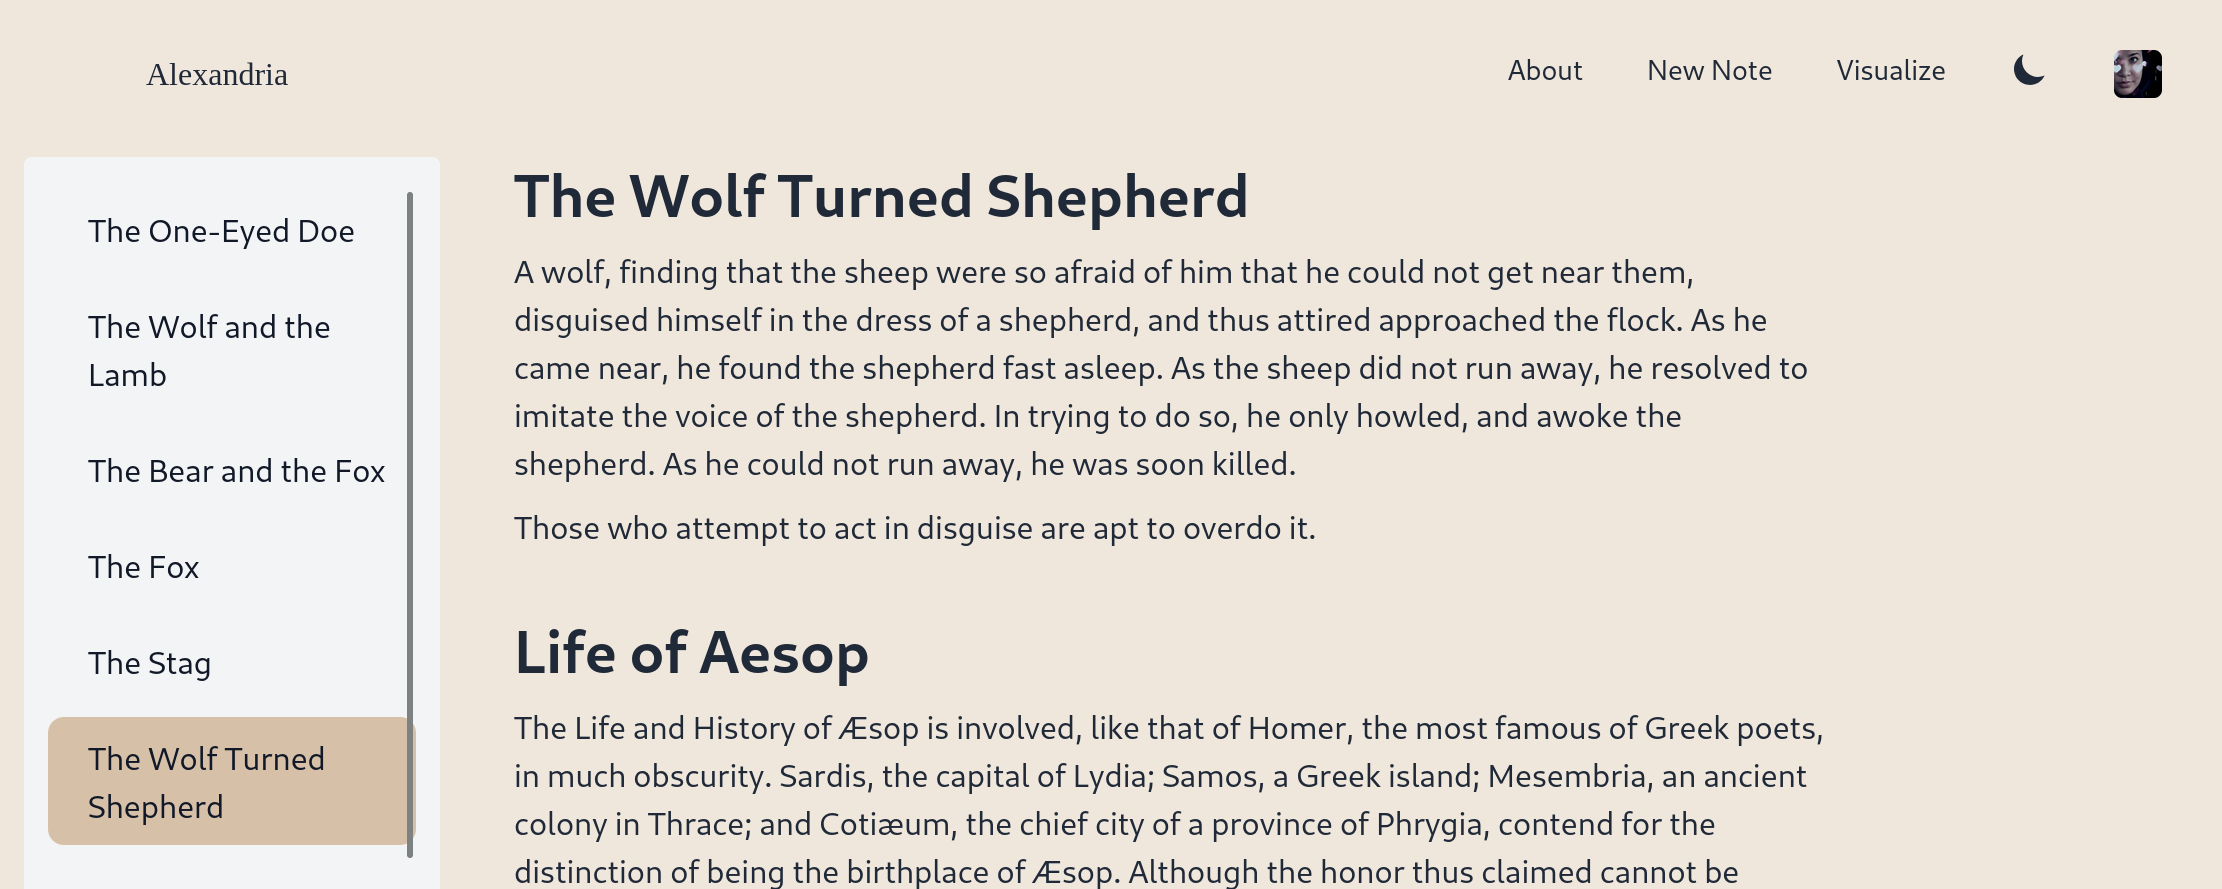 Alexandria
About
New Note
Visualize
The One-Eyed Doe
The Wolf and the
Lamb
The Bear and the Fox
The Fox
The Stag
The Wolf Turned
Shepherd
The Wolf Turned Shepherd
A wolf, finding that the sheep were so afraid of him that he could not get near them,
disguised himself in the dress of a shepherd, and thus attired approached the flock. As he
came near, he found the shepherd fast asleep. As the sheep did not run away, he resolved to
imitate the voice of the shepherd. In trying to do so, he only howled, and awoke the
shepherd. As he could not run away, he was soon killed.
Those who attempt to act in disguise are apt to overdo it.
Life of Aesop
The Life and History of Æsop is involved, like that of Homer, the most famous of Greek poets,
in much obscurity. Sardis, the capital of Lydia; Samos, a Greek island; Mesembria, an ancient
colony in Thrace; and Cotiæum, the chief city of a province of Phrygia, contend for the
distinction of being the birthplace of Æsop. Although the honor thus claimed cannot be